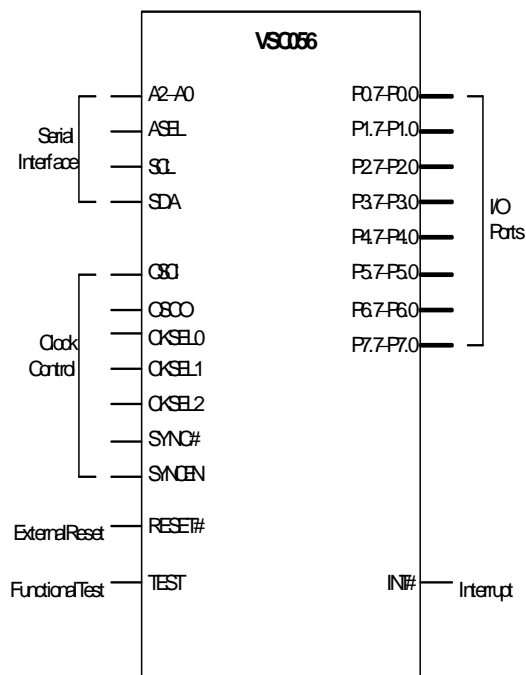 VSC056
A2-A0
ASEL
SCL
SDA
Serial
Interface
OSCI
OSCO
CKSEL0
CKSEL1
CKSEL2
SYNC#
SYNCEN
Clock
Control
External Reset
RESET#
Functional Test
TEST
P0.7-P0.0
P1.7-P1.0
P2.7-P2.0
P3.7-P3.0
P4.7-P4.0
P5.7-P5.0
P6.7-P6.0
P7.7-P7.0
I/O
Ports
INT#
Interrupt